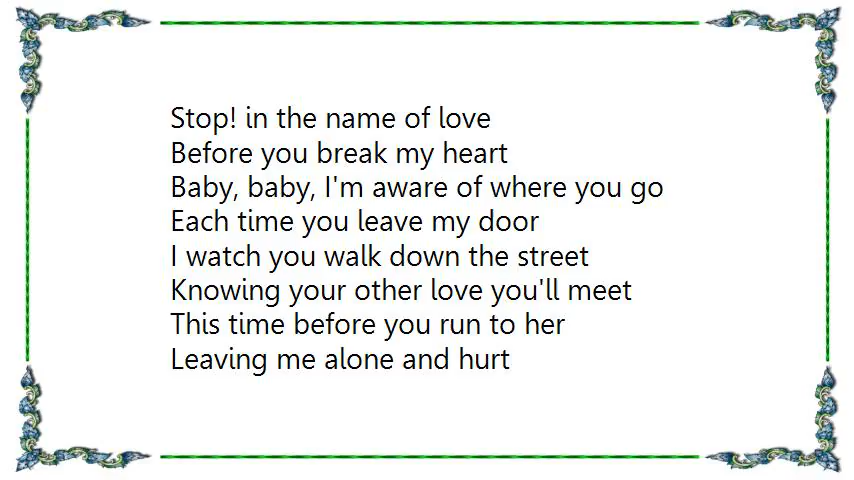 Stop! in the name of love
Before you break my heart
Baby, baby, I'm aware of where you go
Each time you leave my door
I watch you walk down the street
Knowing your other love you'll meet
This time before you run to her
Leaving me alone and hurt